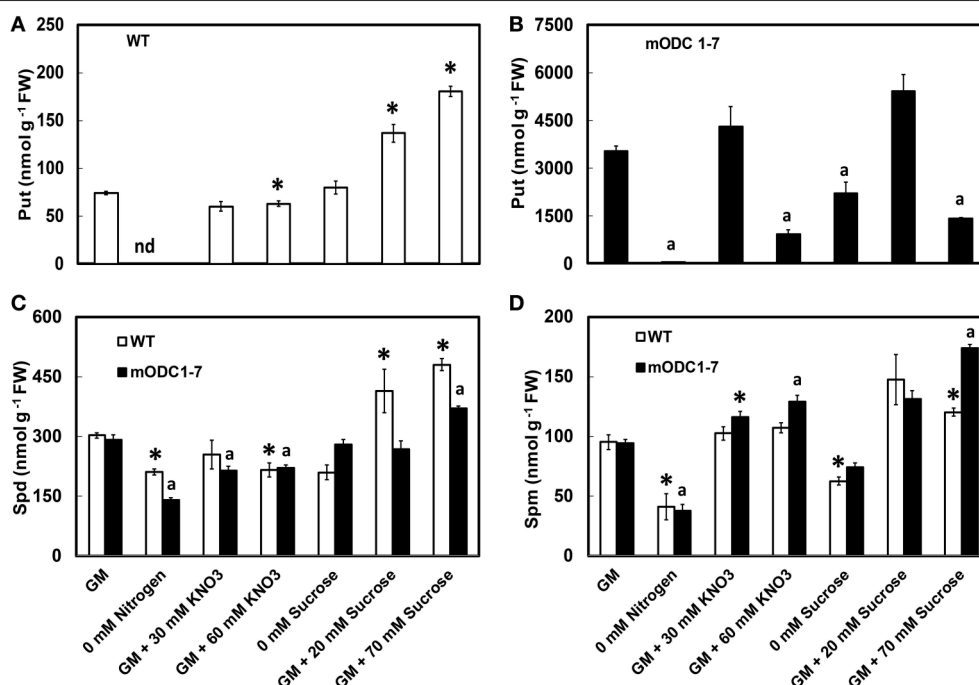 A
WT
Put (nmol g⁻¹ FW)
250
200
150
100
50
0
nd
*
*
*
B
mODC 1-7
Put (nmol g⁻¹ FW)
7500
6000
4500
3000
1500
0
a
a
a
a
C
WT
mODC1-7
Spd (nmol g⁻¹ FW)
600
450
300
150
0
*
a
a
*
a
*
*
a
GM
0 mM Nitrogen
GM + 30 mM KNO3
GM + 60 mM KNO3
0 mM Sucrose
GM + 20 mM Sucrose
GM + 70 mM Sucrose
D
WT
mODC1-7
Spm (nmol g⁻¹ FW)
200
150
100
50
0
*
a
*
a
*
*
a
GM
0 mM Nitrogen
GM + 30 mM KNO3
GM + 60 mM KNO3
0 mM Sucrose
GM + 20 mM Sucrose
GM + 70 mM Sucrose